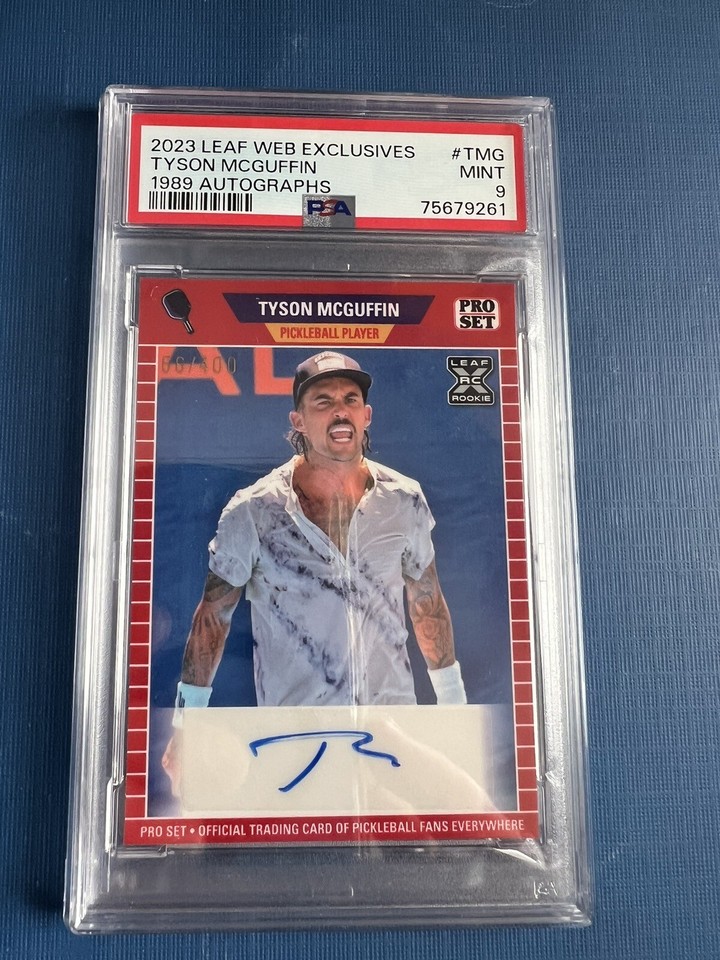 2023 LEAF WEB EXCLUSIVES #TMG
TYSON MCGUFFIN MINT
1989 AUTOGRAPHS 9
PSA 75679261
TYSON MCGUFFIN
PICKLEBALL PLAYER
PRO
SET
AL
LEAF
RC
ROOKIE
PRO SET • OFFICIAL TRADING CARD OF PICKLEBALL FANS EVERYWHERE